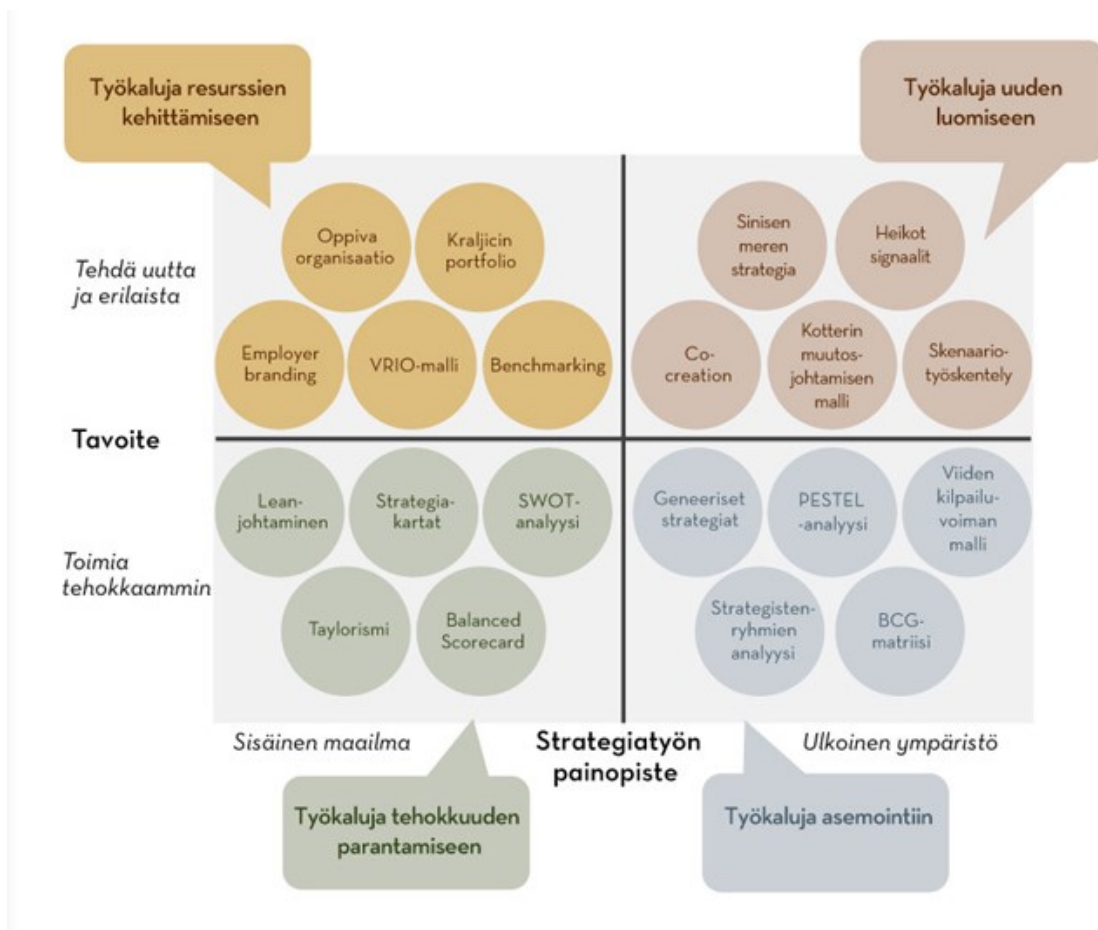 Työkaluja resurssien
kehittämiseen
Työkaluja uuden
luomiseen
Tehdä uutta
ja erilaista
Oppiva
organisaatio
Kraljicin
portfolio
Employer
branding
VRIO-malli
Benchmarking
Sinisen
meren
strategia
Heikot
signaalit
Co-
creation
Kotterin
muutos-
johtamisen
malli
Skenaario-
työskentely
Tavoite
Toimia
tehokkaammin
Lean-
johtaminen
Strategia-
kartat
SWOT-
analyysi
Taylorismi
Balanced
Scorecard
Geneeriset
strategiat
PESTEL
-analyysi
Viiden
kilpailu-
voiman
malli
Strategisten-
ryhmien
analyysi
BCG-
matriisi
Sisäinen maailma
Strategiatyön
painopiste
Ulkoinen ympäristö
Työkaluja tehokkuuden
parantamiseen
Työkaluja asemointiin